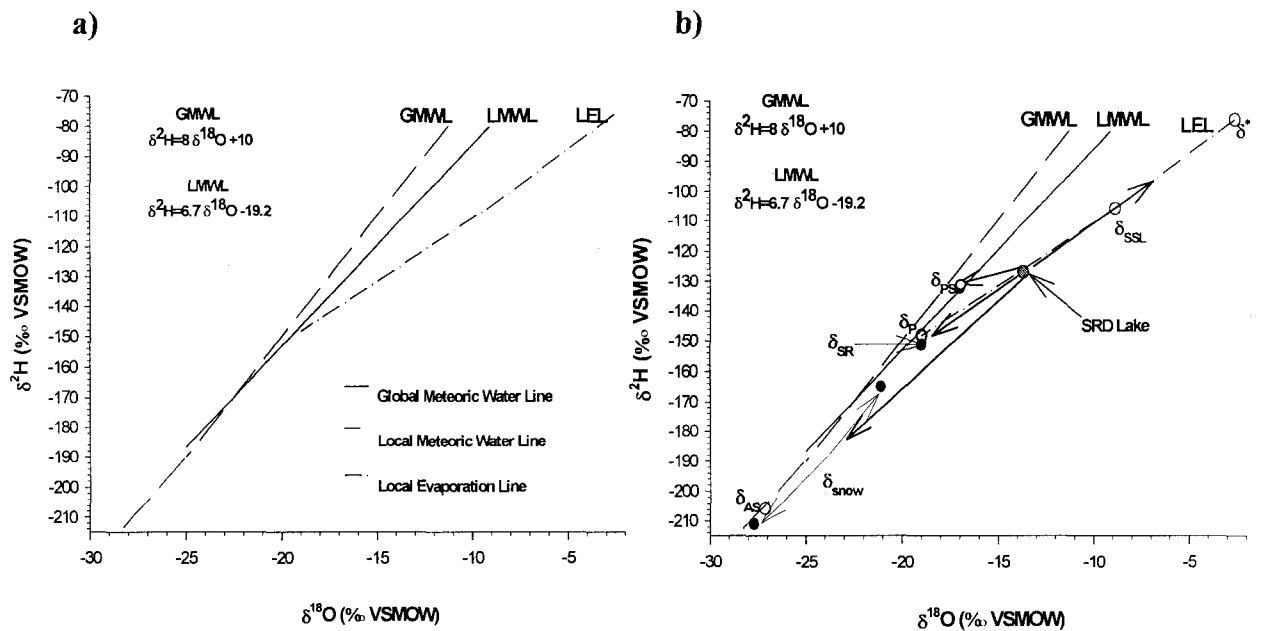 a)
-70
-80
-90
-100
-110
-120
-130
-140
-150
-160
-170
-180
-190
-200
-210
δ²H (‰ VSMOW)
GMWL
δ²H=8 δ¹⁸O +10
LMWL
δ²H=6.7 δ¹⁸O -19.2
GMWL LMWL LEL
Global Meteoric Water Line
Local Meteoric Water Line
Local Evaporation Line
-30 -25 -20 -15 -10 -5
δ¹⁸O (‰ VSMOW)
b)
-70
-80
-90
-100
-110
-120
-130
-140
-150
-160
-170
-180
-190
-200
-210
δ²H (‰ VSMOW)
GMWL
δ²H=8 δ¹⁸O +10
LMWL
δ²H=6.7 δ¹⁸O -19.2
GMWL LMWL
LEL
δ*
δSSL
δPS
SRD Lake
δP
δSR
δsnow
δAS
-30 -25 -20 -15 -10 -5
δ¹⁸O (‰ VSMOW)